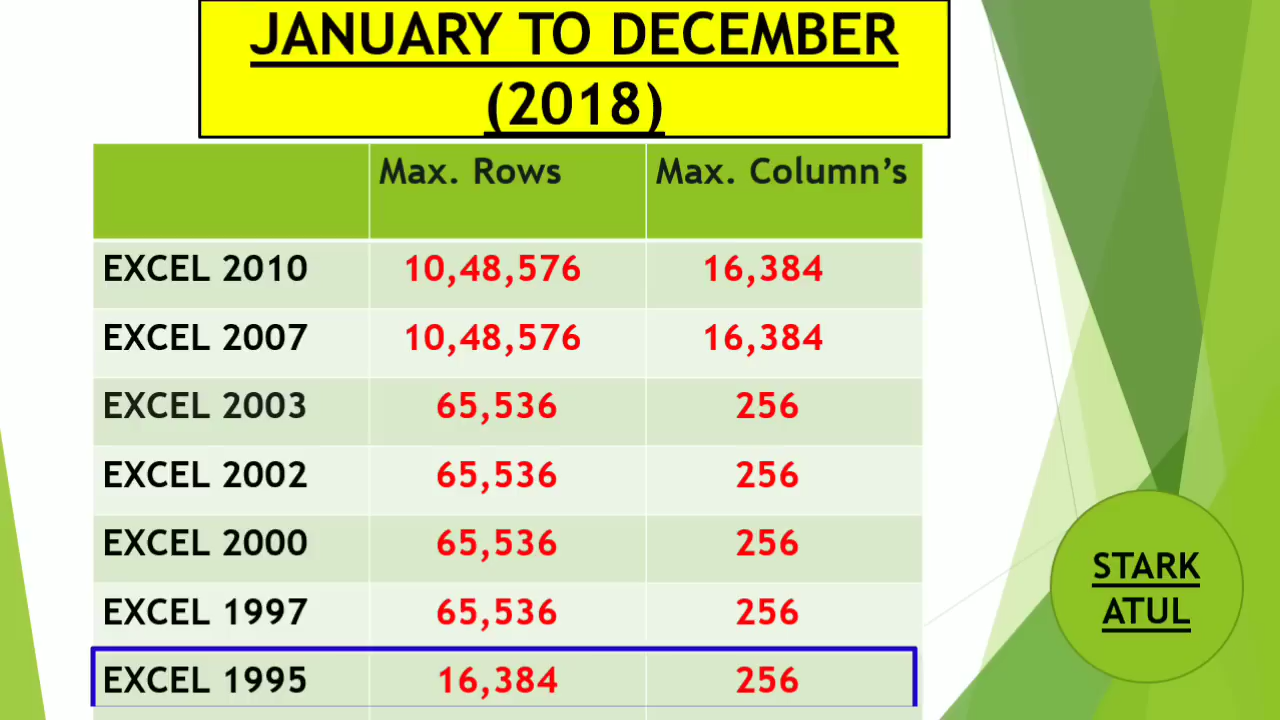 JANUARY TO DECEMBER
(2018)
Max. Rows Max. Column’s
EXCEL 2010 10,48,576 16,384
EXCEL 2007 10,48,576 16,384
EXCEL 2003 65,536 256
EXCEL 2002 65,536 256
EXCEL 2000 65,536 256
EXCEL 1997 65,536 256
EXCEL 1995 16,384 256
STARK
ATUL